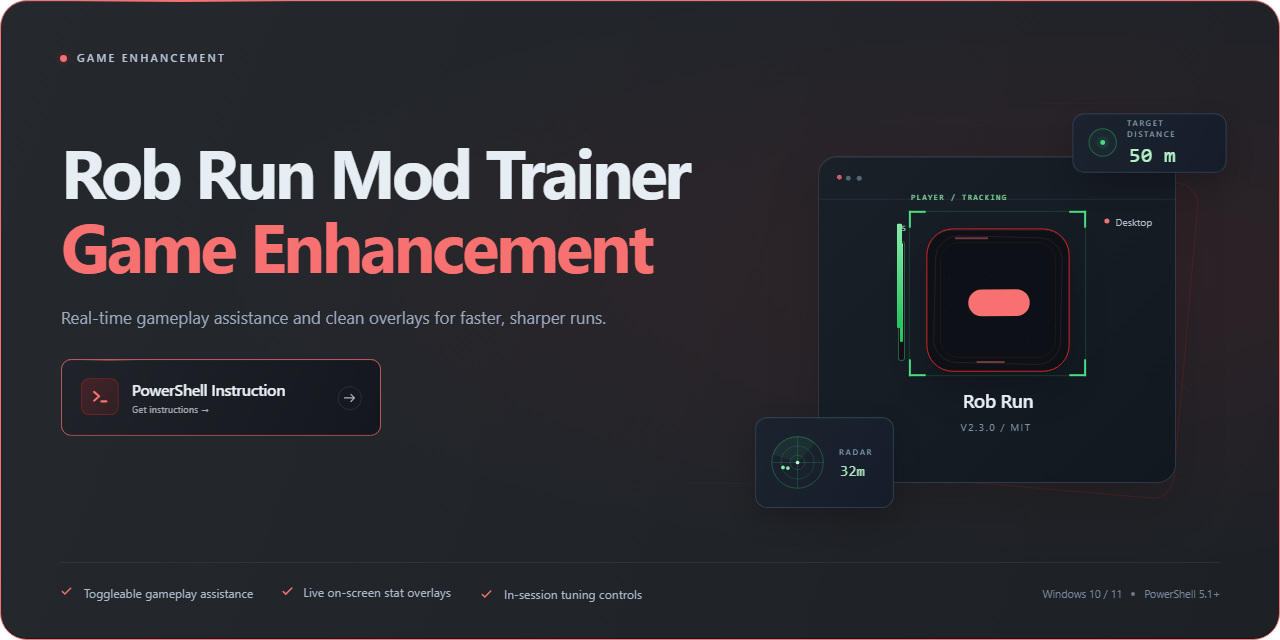 GAME ENHANCEMENT
Rob Run Mod Trainer
Game Enhancement
Real-time gameplay assistance and clean overlays for faster, sharper runs.
>_
PowerShell Instruction
Get instructions →
→
TARGET
DISTANCE
50 m
PLAYER / TRACKING
Desktop
Rob Run
V2.3.0 / MIT
RADAR
32m
Toggleable gameplay assistance
Live on-screen stat overlays
In-session tuning controls
Windows 10 / 11 • PowerShell 5.1+